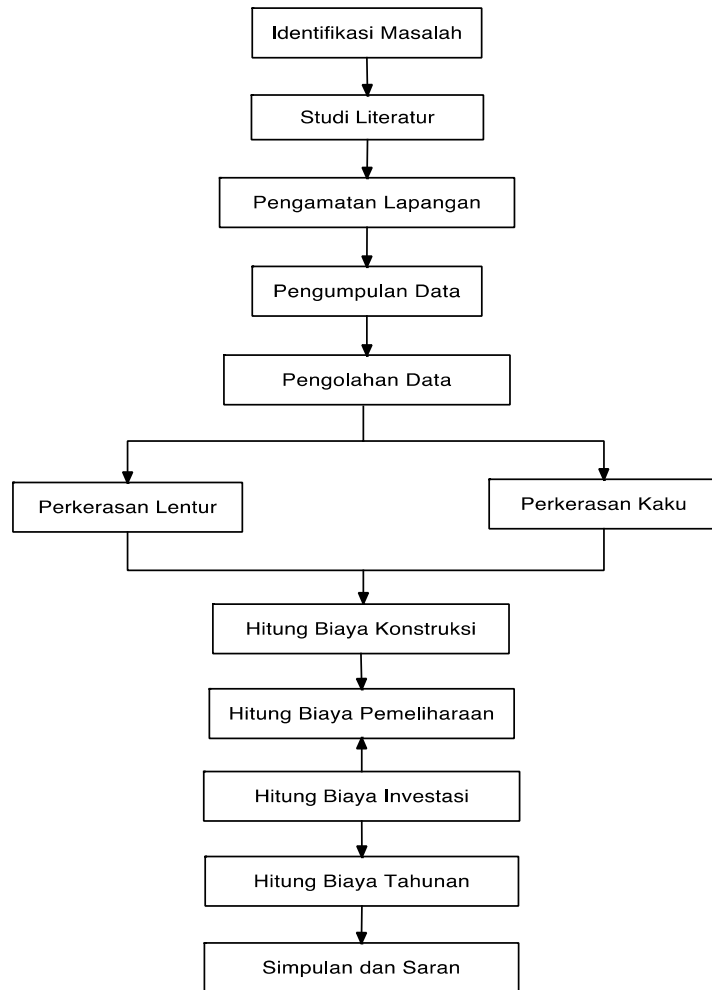 Identifikasi Masalah
Studi Literatur
Pengamatan Lapangan
Pengumpulan Data
Pengolahan Data
Perkerasan Lentur
Perkerasan Kaku
Hitung Biaya Konstruksi
Hitung Biaya Pemeliharaan
Hitung Biaya Investasi
Hitung Biaya Tahunan
Simpulan dan Saran